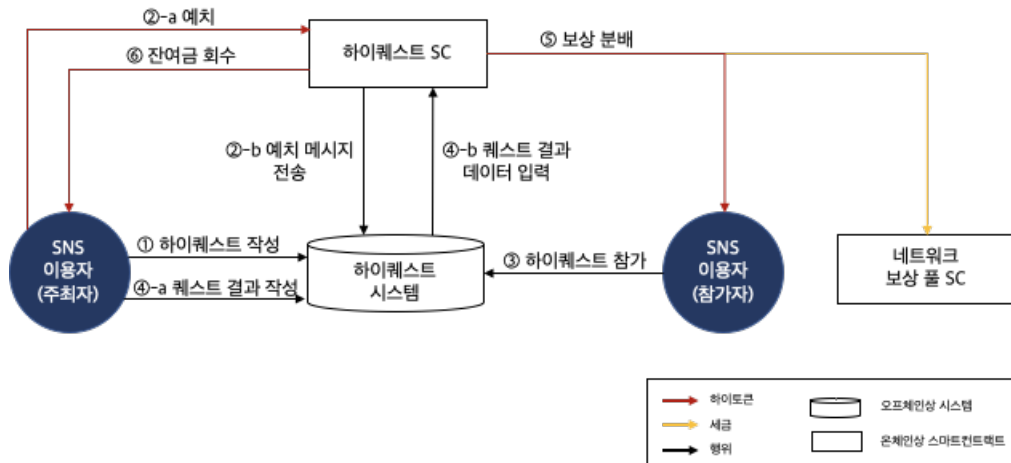 ②-a 예치
하이퀘스트 SC
⑤ 보상 분배
⑥ 잔여금 회수
②-b 예치 메시지
전송
④-b 퀘스트 결과
데이터 입력
SNS
이용자
(주최자)
① 하이퀘스트 작성
④-a 퀘스트 결과 작성
하이퀘스트
시스템
③ 하이퀘스트 참가
SNS
이용자
(참가자)
네트워크
보상 풀 SC
하이토큰
오프체인상 시스템
세금
행위
온체인상 스마트컨트랙트